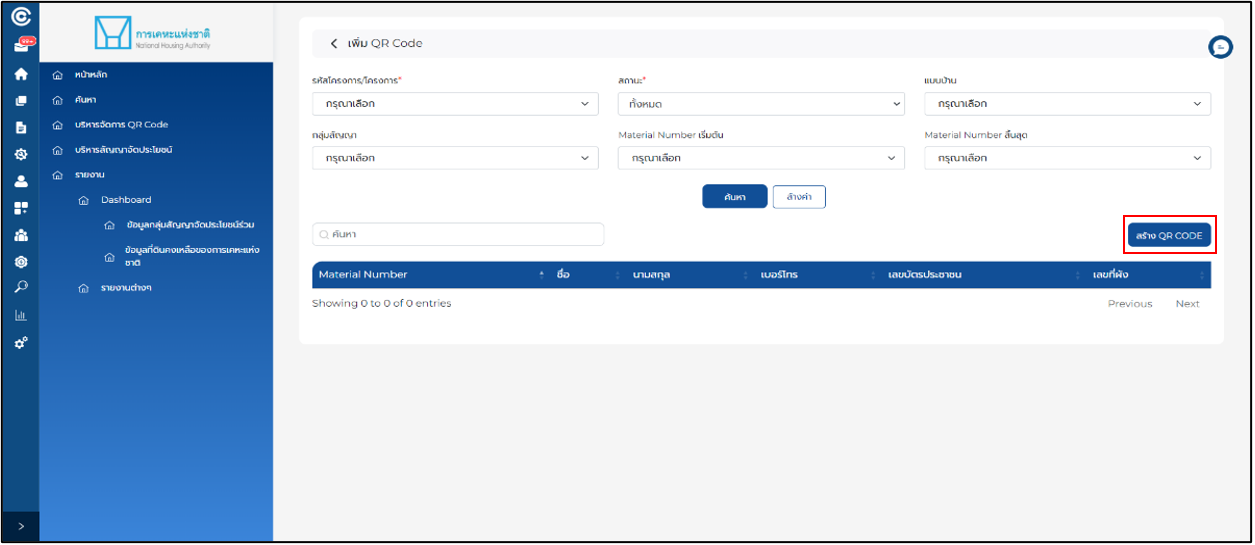 การเคหะแห่งชาติ
National Housing Authority
หน้าหลัก
ค้นหา
บริหารจัดการ QR Code
บริหารสัญญาจัดประโยชน์
รายงาน
Dashboard
ข้อมูลกลุ่มสัญญาจัดประโยชน์ร่วม
ข้อมูลที่ดินคงเหลือของการเคหะแห่ง
ชาติ
รายงานต่างๆ
เพิ่ม QR Code
รหัสโครงการ/โครงการ* สถานะ* แบบบ้าน
กรุณาเลือก ทั้งหมด กรุณาเลือก
กลุ่มสัญญา Material Number เริ่มต้น Material Number สิ้นสุด
กรุณาเลือก กรุณาเลือก กรุณาเลือก
ค้นหา ล้างค่า
ค้นหา สร้าง QR CODE
Material Number ชื่อ นามสกุล เบอร์โทร เลขบัตรประชาชน เลขที่ผัง
Showing 0 to 0 of 0 entries Previous Next